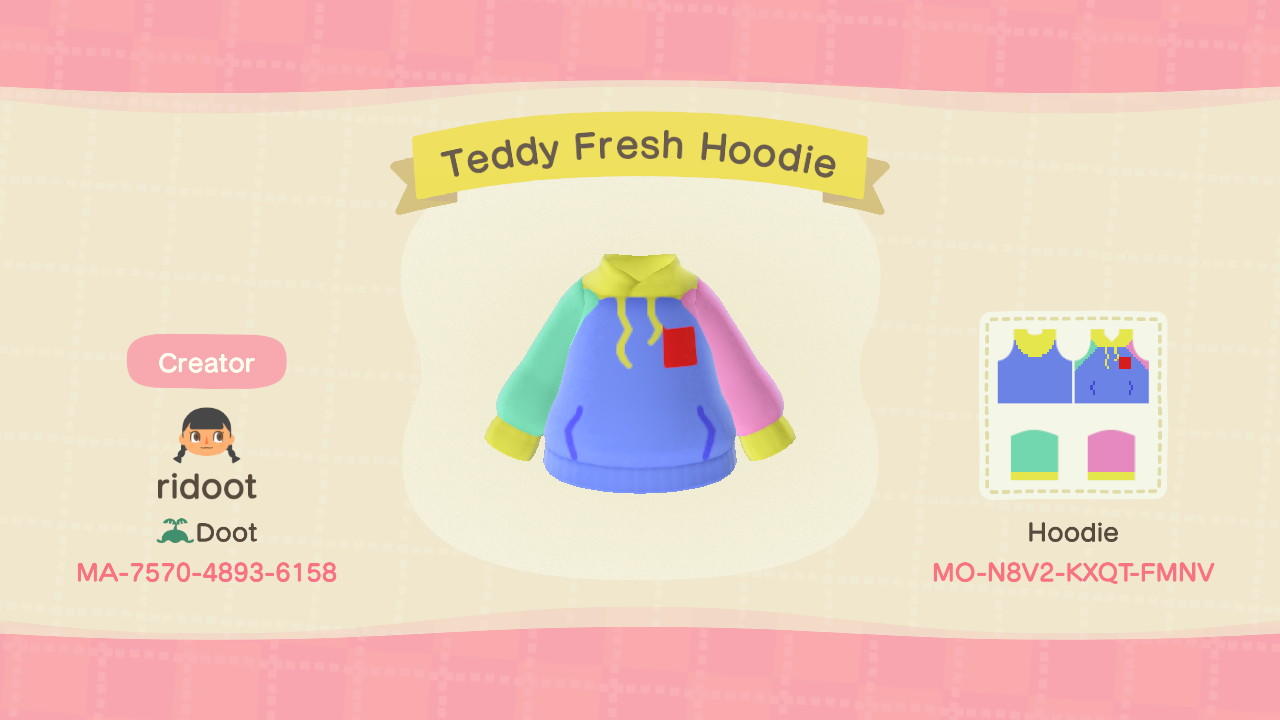 Teddy Fresh Hoodie
Creator
ridoot
Doot
MA-7570-4893-6158
Hoodie
MO-N8V2-KXQT-FMNV